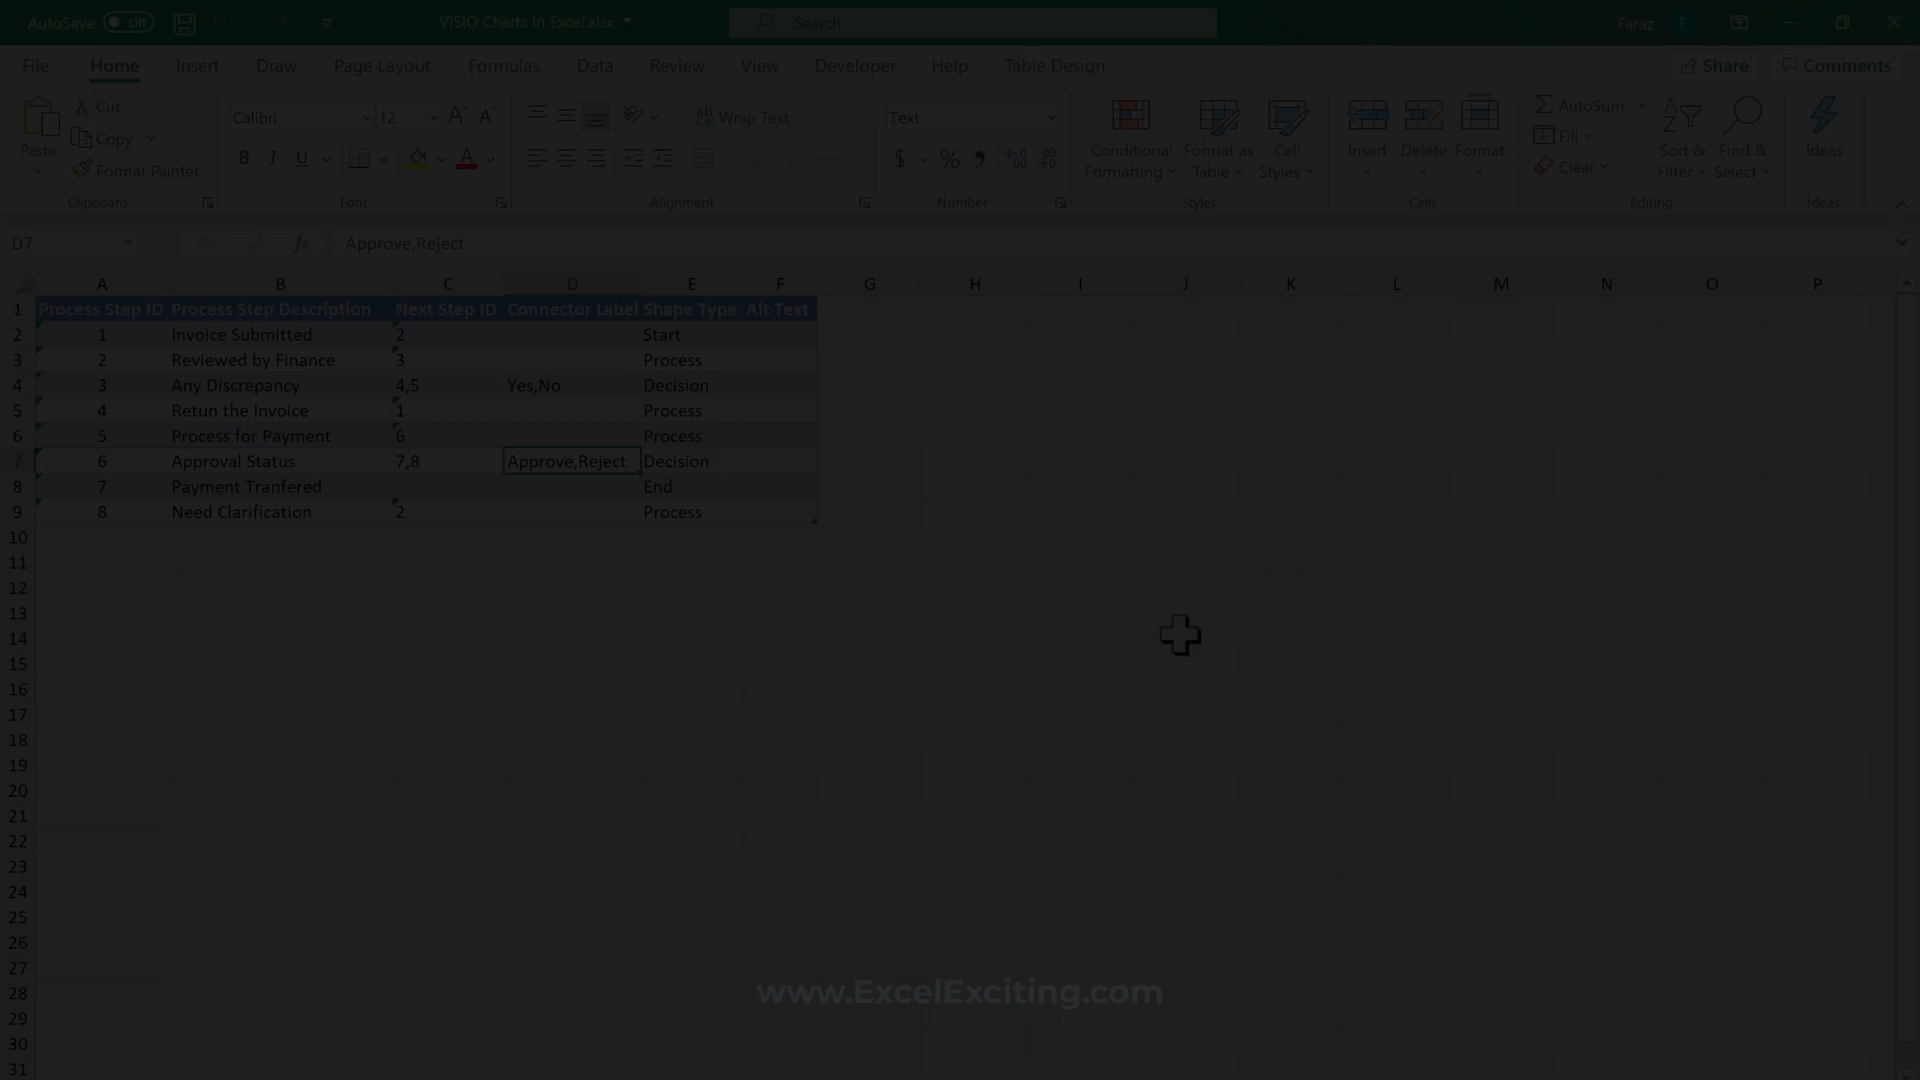 AutoSave Off VISIO Charts In Excel.xlsx Search Faraz F
File Home Insert Draw Page Layout Formulas Data Review View Developer Help Table Design Share Comments
Paste Cut Copy Format Painter Clipboard
Calibri 12 B I U A Font
Wrap Text Merge & Center Alignment
Text $ % Number
Conditional Formatting Format as Table Cell Styles Styles
Insert Delete Format Cells
AutoSum Fill Clear Sort & Filter Find & Select Editing
Ideas Ideas
D7 fx Approve,Reject
A B C D E F G H I J K L M N O P
1 Process Step ID Process Step Description Next Step ID Connector Label Shape Type Alt Text
2 1 Invoice Submitted 2 Start
3 2 Reviewed by Finance 3 Process
4 3 Any Discrepancy 4,5 Yes,No Decision
5 4 Retun the Invoice 1 Process
6 5 Process for Payment 6 Process
7 6 Approval Status 7,8 Approve,Reject Decision
8 7 Payment Tranfered End
9 8 Need Clarification 2 Process
10
11
12
13
14
15
16
17
18
19
20
21
22
23
24
25
26
27
28
29
30
31
www.ExcelExciting.com